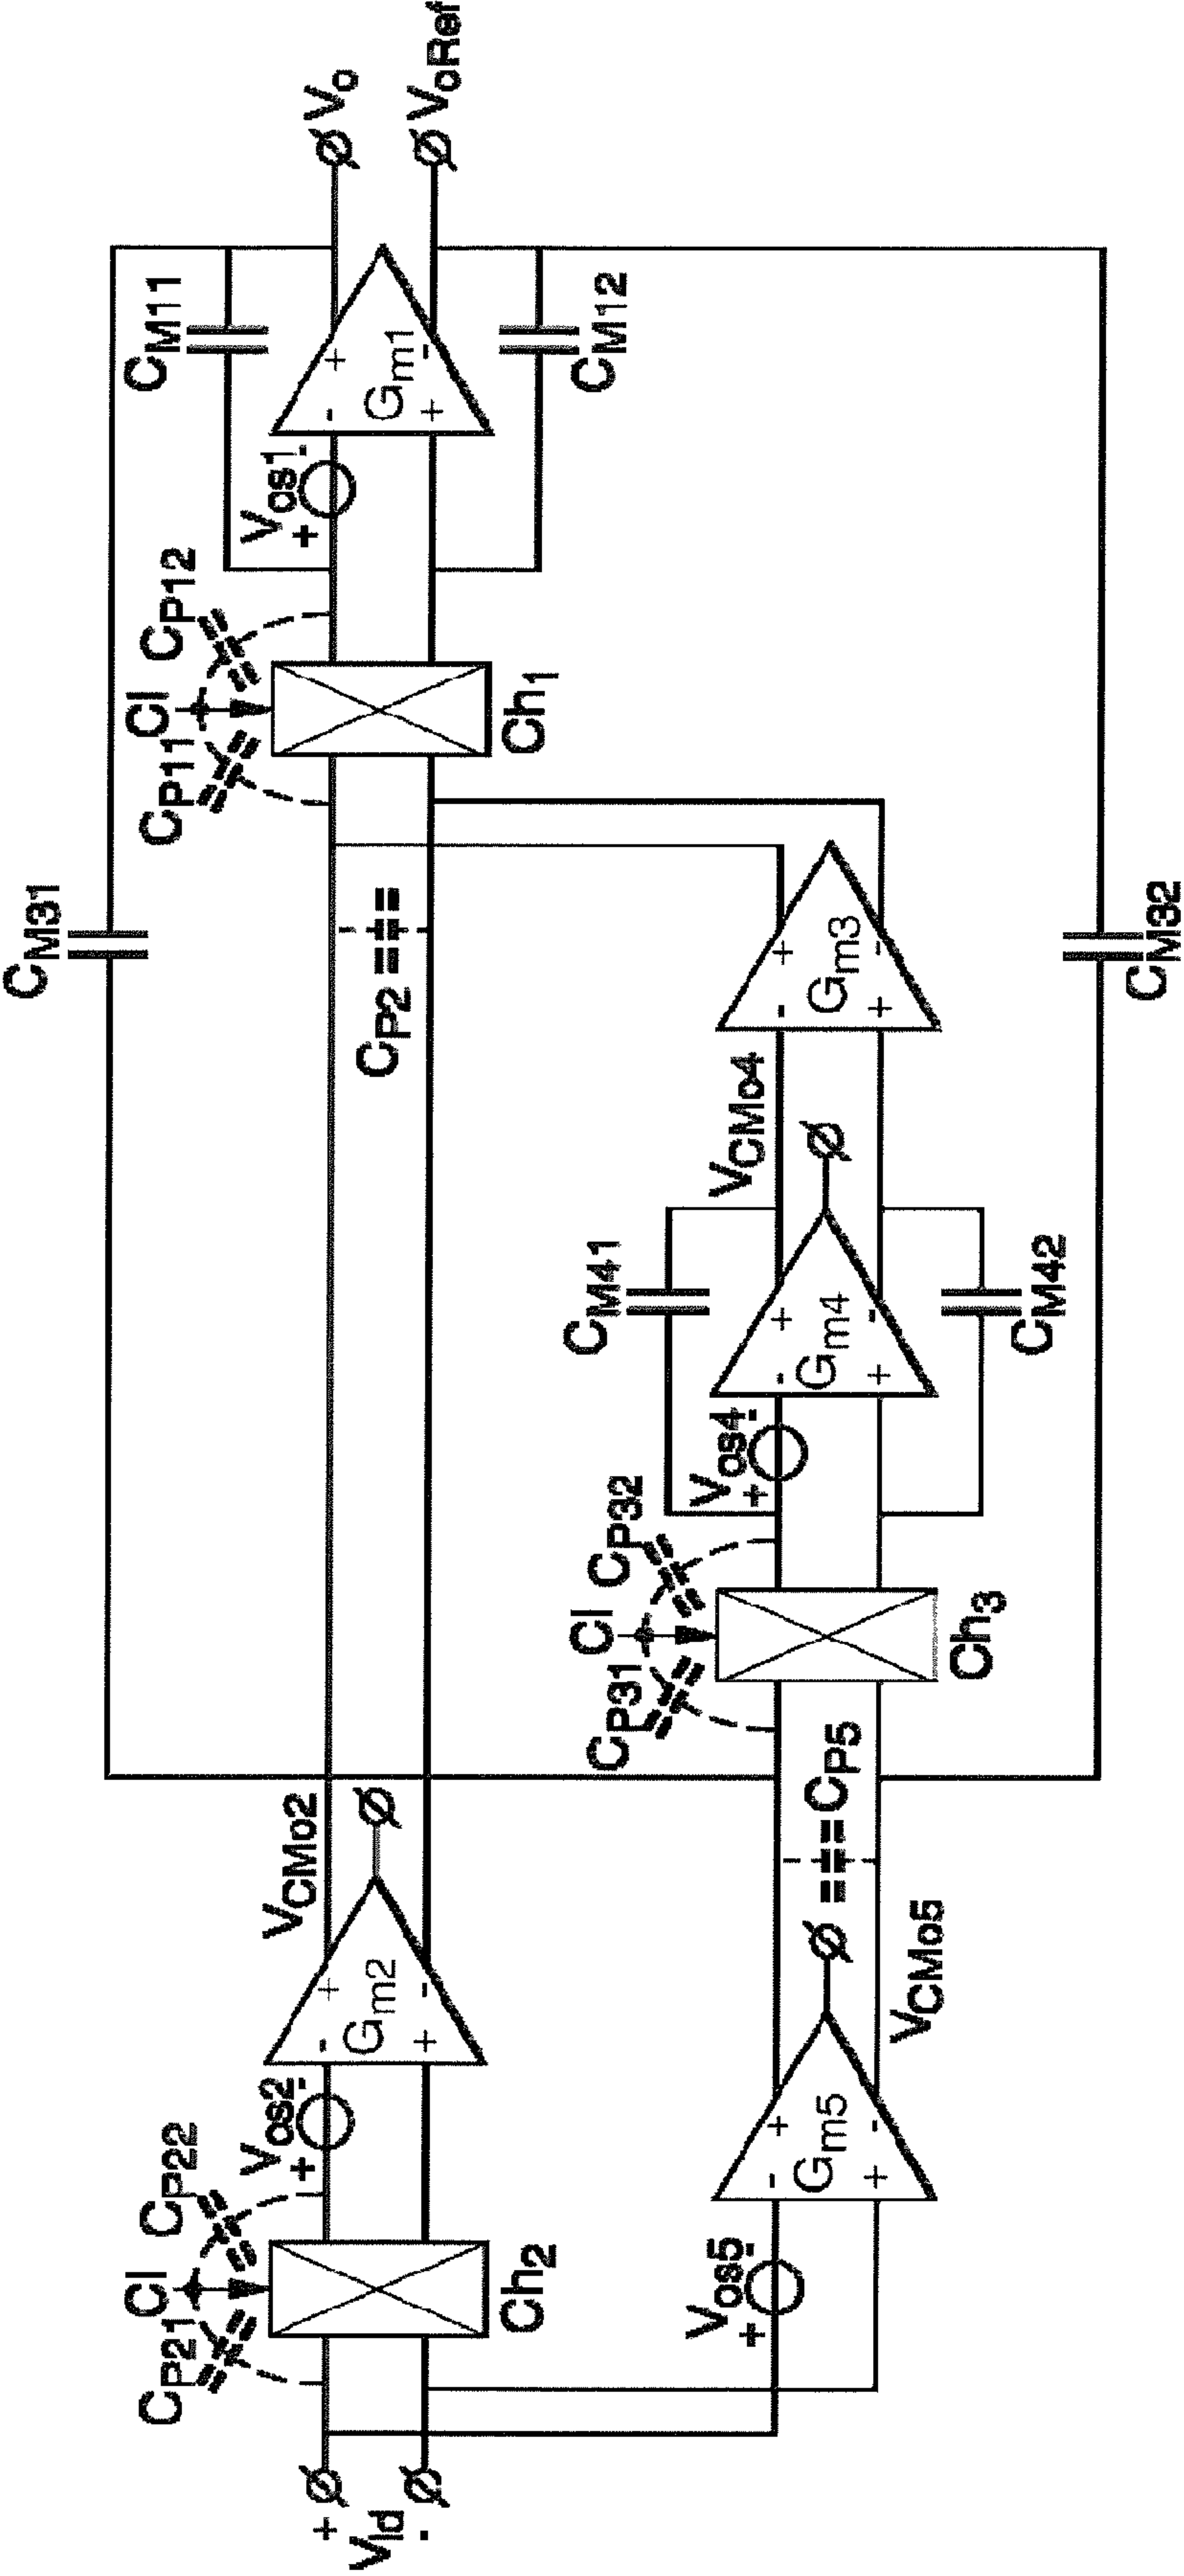 CM31
CM11
CP21
Cl
CP22
CP11
Cl
CP12
Vos2
+
-
VCMo2
Vos1
+
-
Vo
VoRef
+
VId
-
Ch2
-
+
Gm2
+
-
CP2
Ch1
-
+
Gm1
+
-
CM12
CP31
Cl
CP32
CM41
Vos5
+
-
Vos4
+
-
VCMo4
-
+
Gm5
+
-
CP5
-
+
Gm4
+
-
-
+
Gm3
+
-
VCMo5
Ch3
CM42
CM32